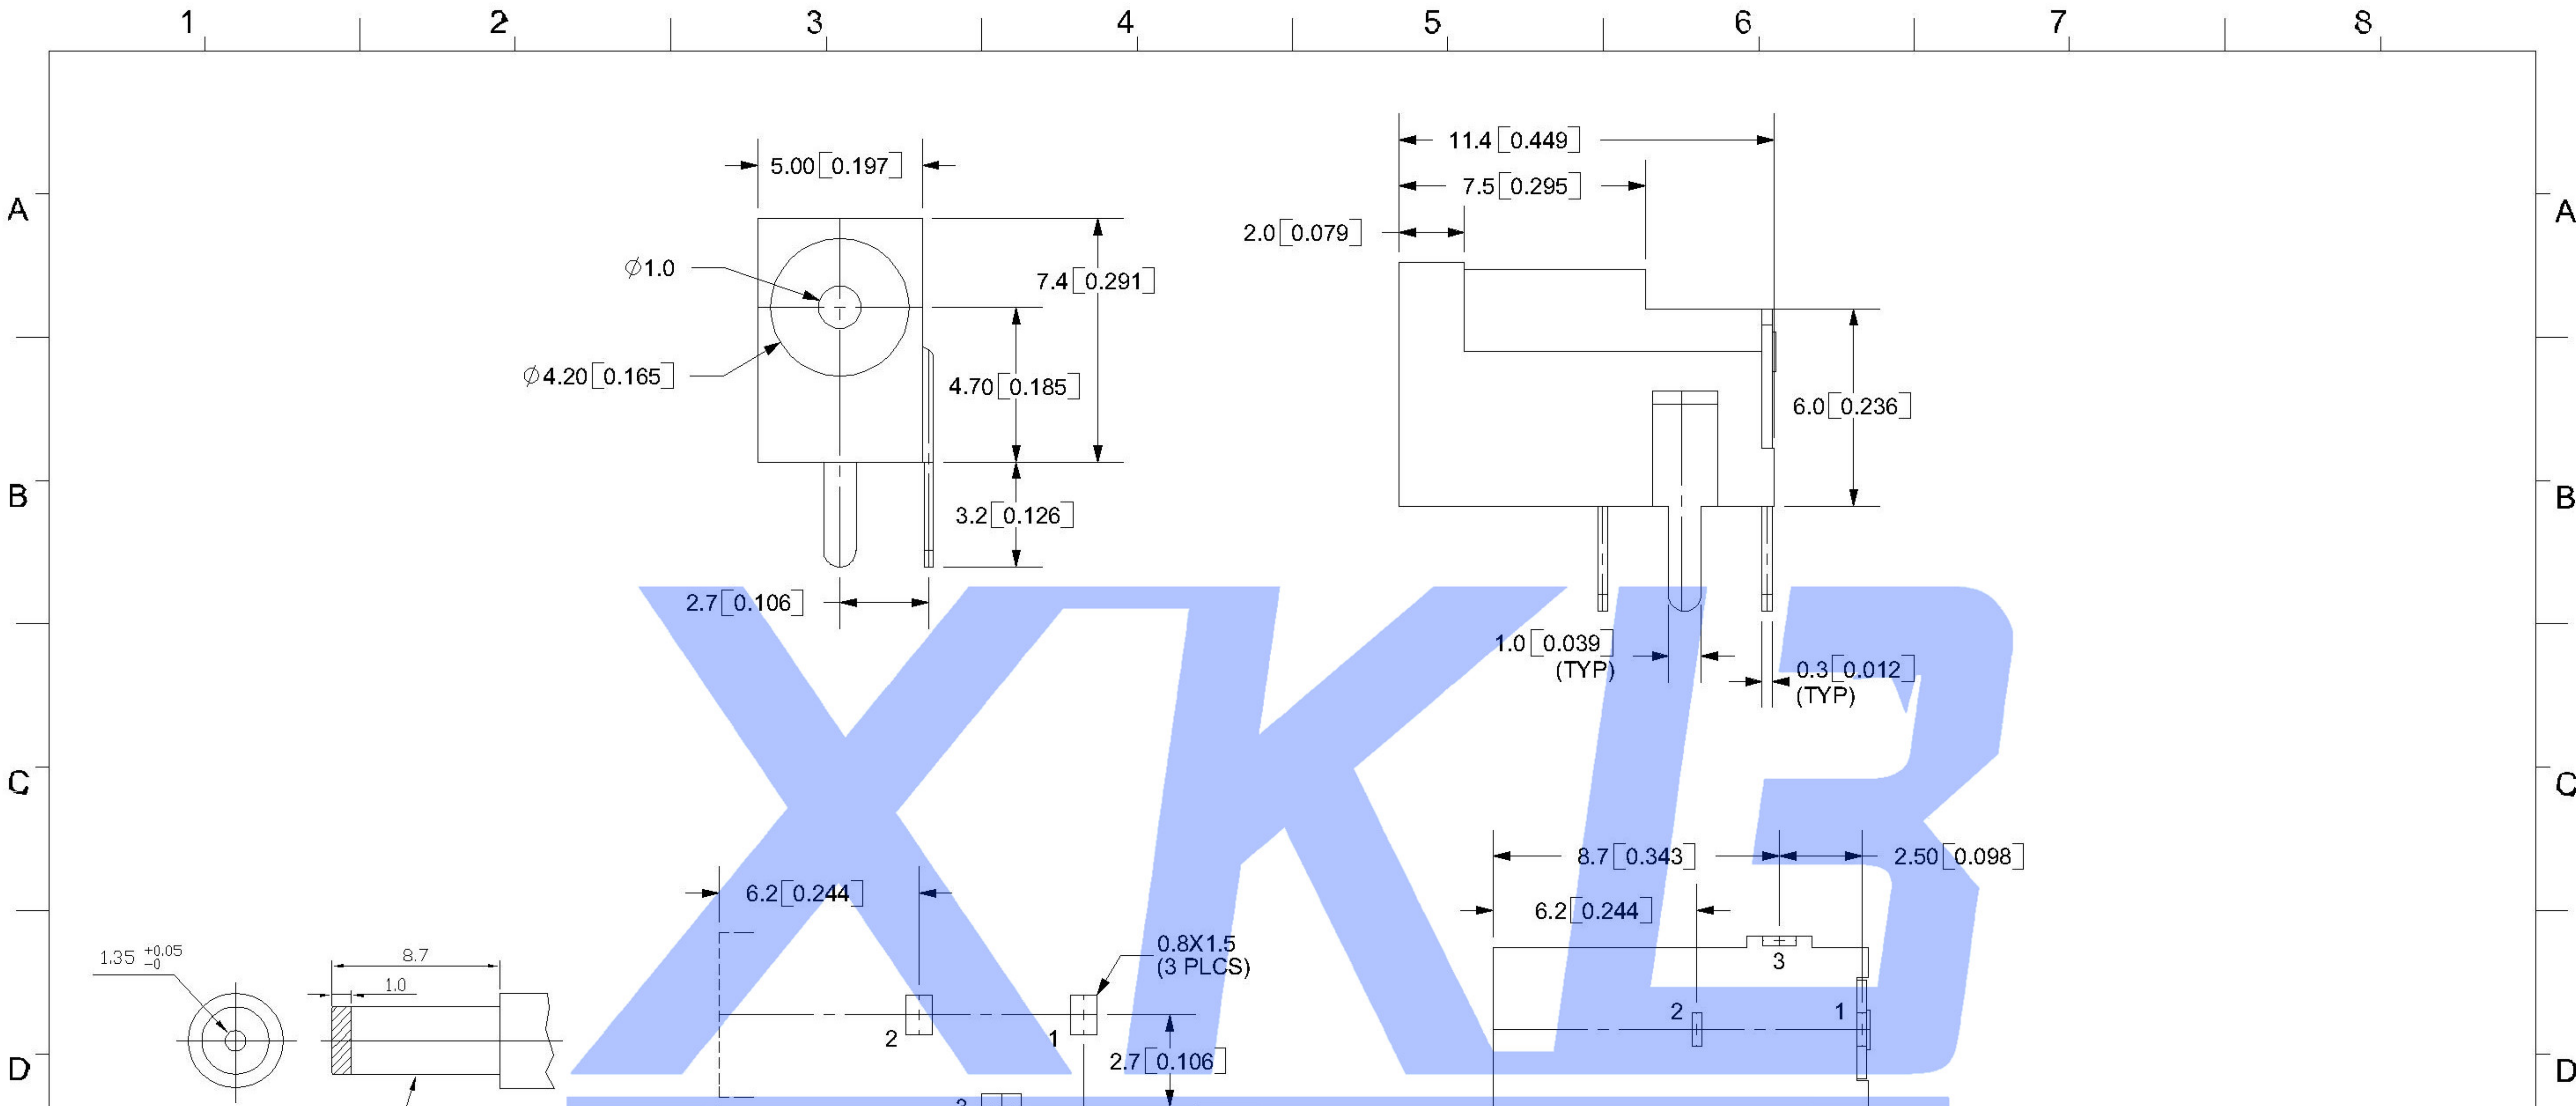 1 2 3 4 5 6 7 8
A A
B B
C C
D D
5.00[0.197]
Ø1.0
7.4[0.291]
Ø4.20[0.165]
4.70[0.185]
3.2[0.126]
2.7[0.106]
11.4[0.449]
7.5[0.295]
2.0[0.079]
6.0[0.236]
1.0[0.039]
(TYP)
0.3[0.012]
(TYP)
XKB
1.35 +0.05
-0
8.7
1.0
6.2[0.244]
0.8X1.5
(3 PLCS)
2
1
2.7[0.106]
8.7[0.343]
2.50[0.098]
6.2[0.244]
3
2
1